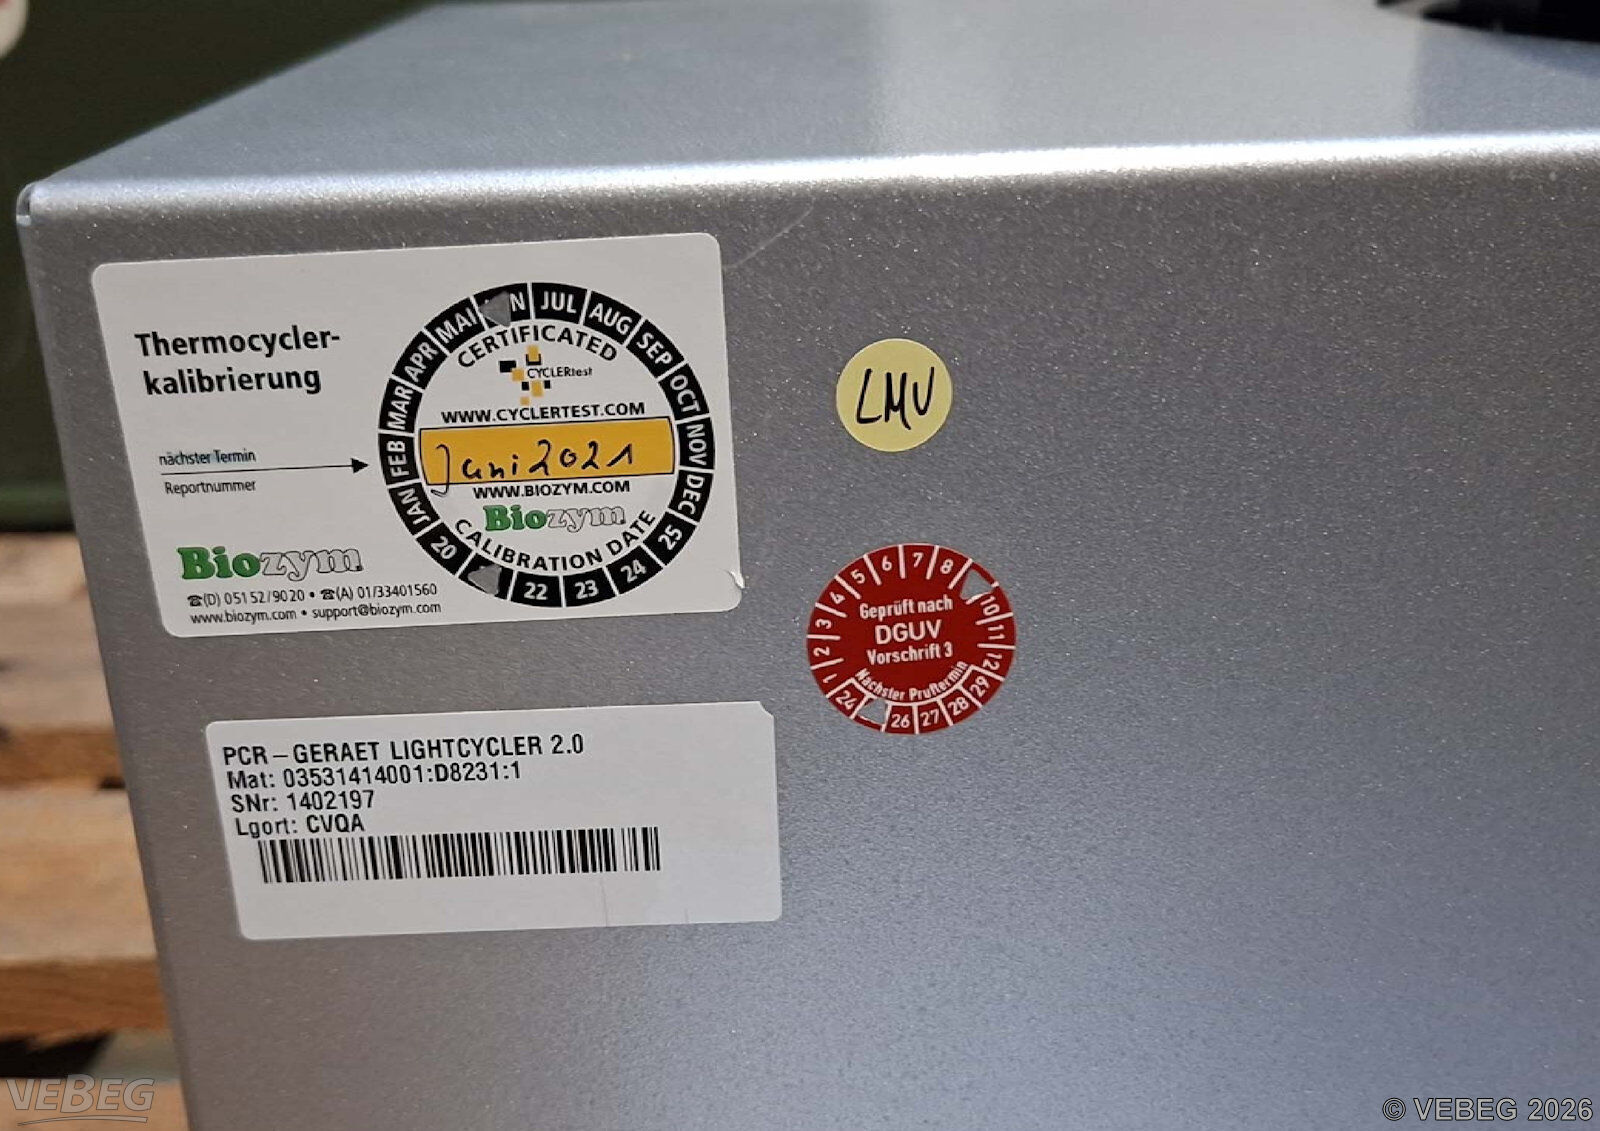 Thermocycler-
kalibrierung
nächster Termin
Reportnummer
Biozym
☎(D) 051 52/90 20 • ☎(A) 01/33401560
www.biozym.com • support@biozym.com
JAN FEB MAR APR MAI JUL AUG SEP OCT NOV DEC
CERTIFICATED
CYCLERtest
WWW.CYCLERTEST.COM
Juni 2021
WWW.BIOZYM.COM
Biozym
CALIBRATION DATE
20 22 23 24 25
LMU
1 2 3 4 5 6 7 8 10 11 12
Geprüft nach
DGUV
Vorschrift 3
Nächster Prüftermin
24 26 27 28 29
PCR-GERAET LIGHTCYCLER 2.0
Mat: 03531414001:D8231:1
SNr: 1402197
Lgort: CVQA
VEBEG
© VEBEG 2026